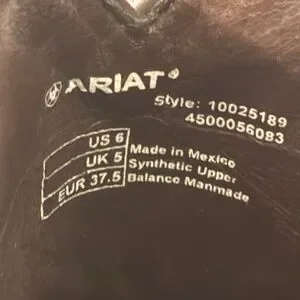 ARIAT®
Style: 10025189
4500056083
US 6
UK 5
EUR 37.5
Made in Mexico
Synthetic Upper
Balance Manmade